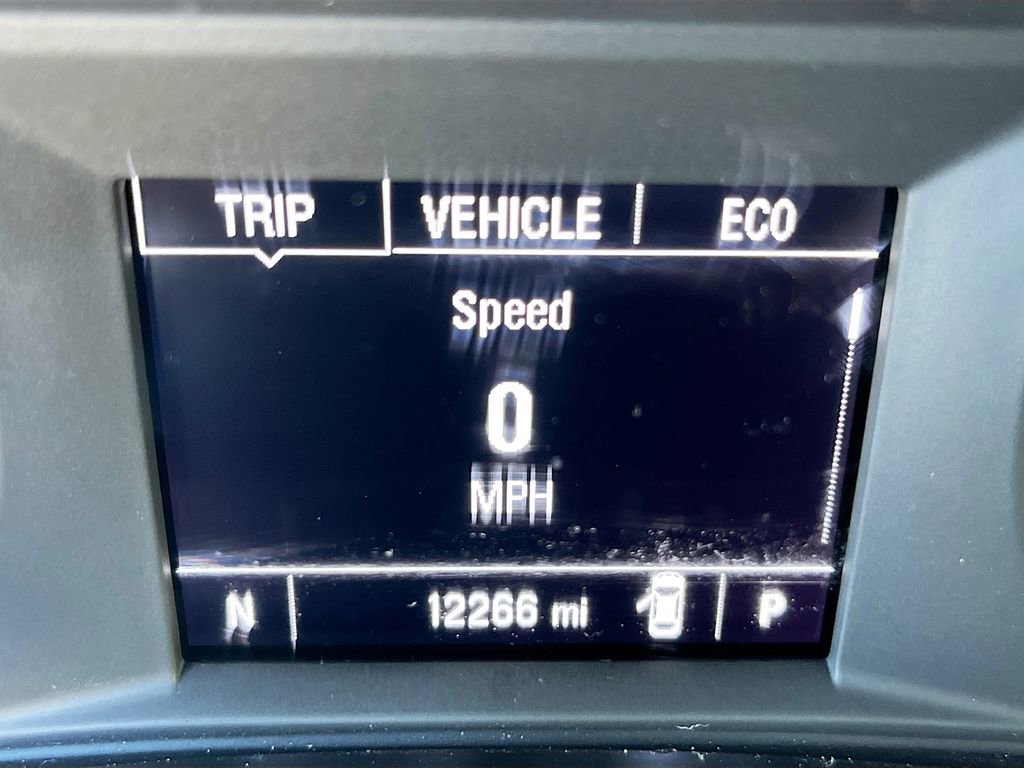 TRIP VEHICLE ECO
Speed
0
MPH
N 12266 mi P